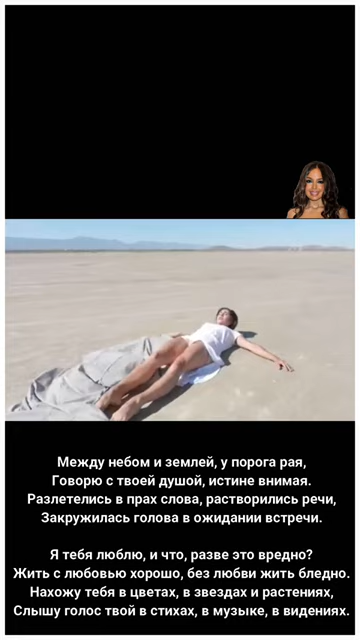 Между небом и землей, у порога рая,
Говорю с твоей душой, истине внимая.
Разлетелись в прах слова, растворились речи,
Закружилась голова в ожидании встречи.
Я тебя люблю, и что, разве это вредно?
Жить с любовью хорошо, без любви жить бледно.
Нахожу тебя в цветах, в звездах и растениях,
Слышу голос твой в стихах, в музыке, в видениях.